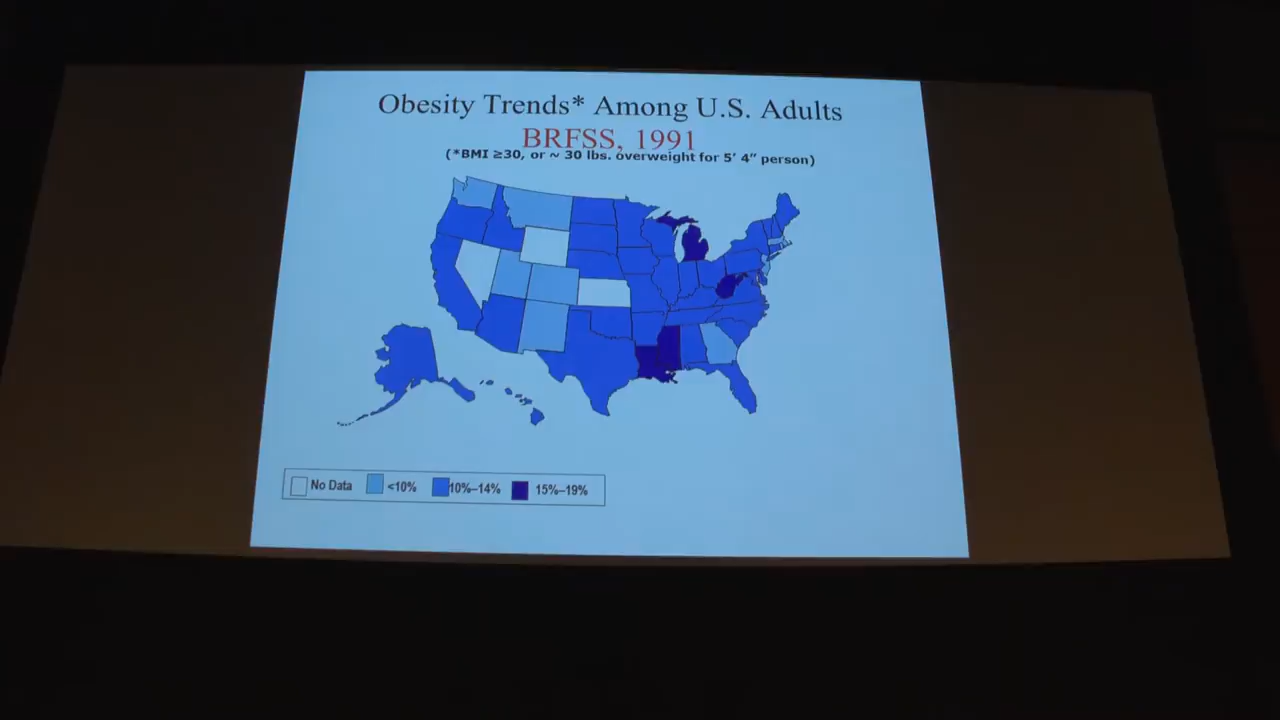 Obesity Trends* Among U.S. Adults
BRFSS, 1991
(*BMI ≥30, or ~ 30 lbs. overweight for 5' 4" person)
No Data <10% 10%–14% 15%–19%